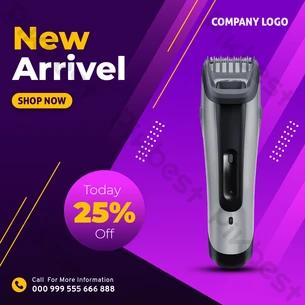 COMPANY LOGO
New
Arrivel
SHOP NOW
Today
25%
Off
Call For More Information
000 999 555 666 888